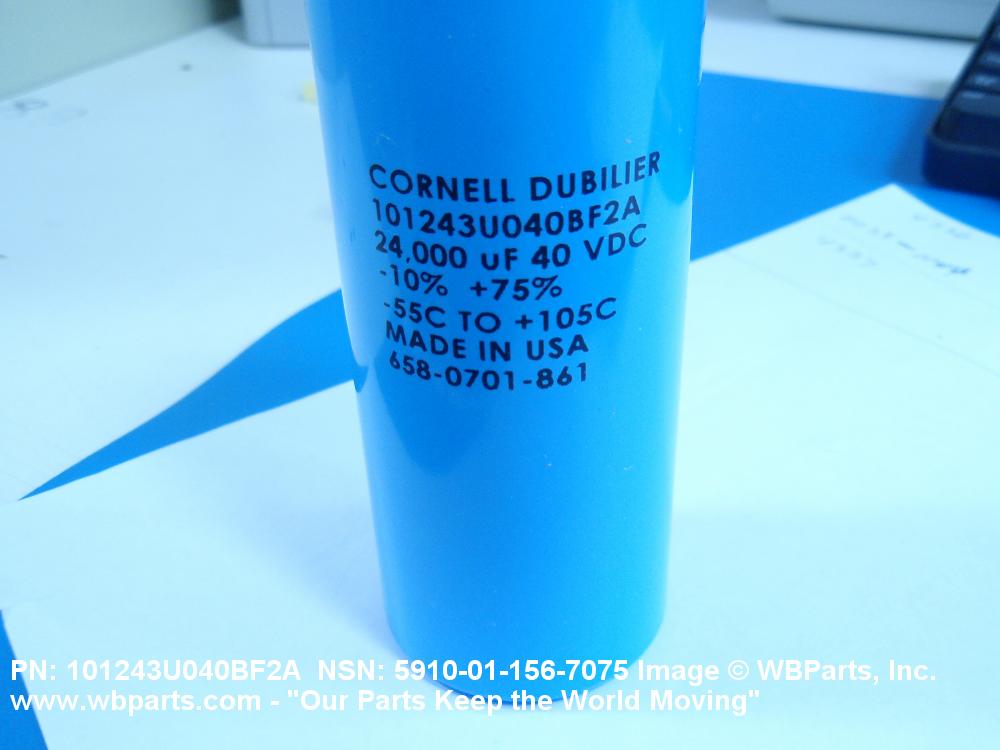 CORNELL DUBILIER
101243U040BF2A
24,000 uF 40 VDC
-10% +75%
-55C TO +105C
MADE IN USA
658-0701-861
PN: 101243U040BF2A NSN: 5910-01-156-7075 Image © WBParts, Inc.
www.wbparts.com - "Our Parts Keep the World Moving"